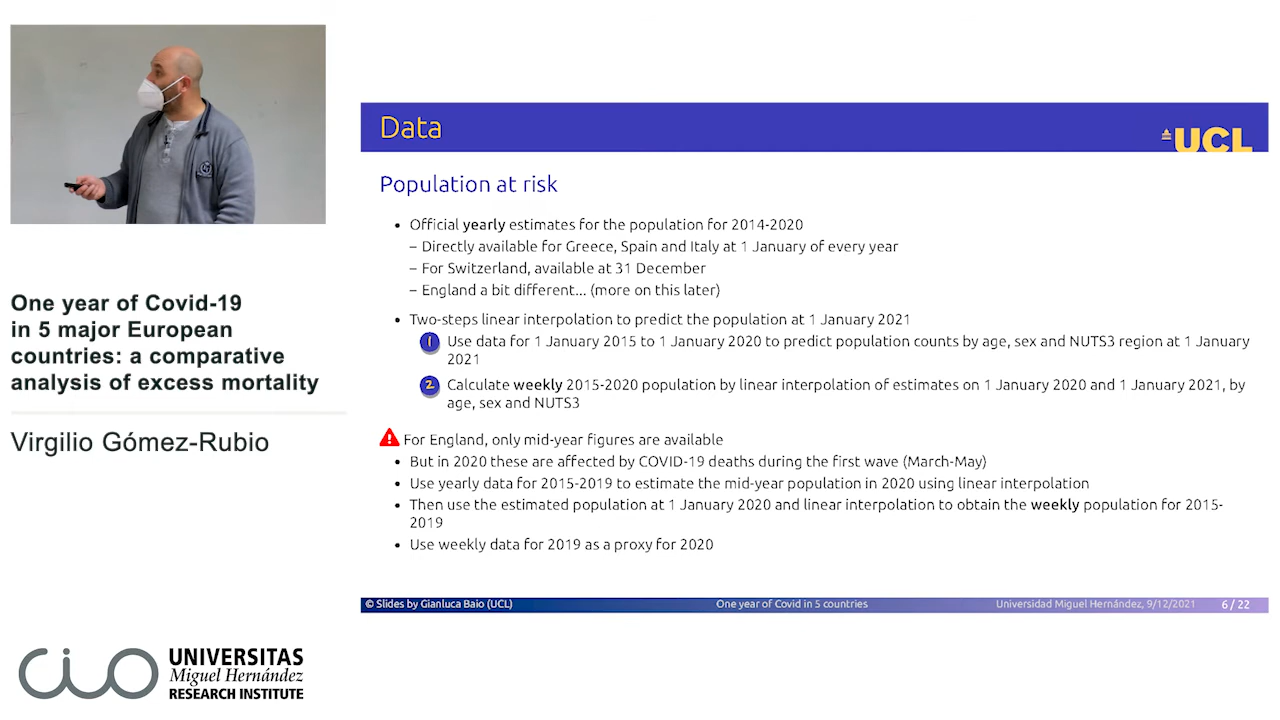 One year of Covid-19
in 5 major European
countries: a comparative
analysis of excess mortality
Virgilio Gómez-Rubio
cio
UNIVERSITAS
Miguel Hernández
RESEARCH INSTITUTE
Data
UCL
Population at risk
• Official yearly estimates for the population for 2014-2020
– Directly available for Greece, Spain and Italy at 1 January of every year
– For Switzerland, available at 31 December
– England a bit different... (more on this later)
• Two-steps linear interpolation to predict the population at 1 January 2021
1 Use data for 1 January 2015 to 1 January 2020 to predict population counts by age, sex and NUTS3 region at 1 January
2021
2 Calculate weekly 2015-2020 population by linear interpolation of estimates on 1 January 2020 and 1 January 2021, by
age, sex and NUTS3
! For England, only mid-year figures are available
• But in 2020 these are affected by COVID-19 deaths during the first wave (March-May)
• Use yearly data for 2015-2019 to estimate the mid-year population in 2020 using linear interpolation
• Then use the estimated population at 1 January 2020 and linear interpolation to obtain the weekly population for 2015-
2019
• Use weekly data for 2019 as a proxy for 2020
© Slides by Gianluca Baio (UCL)
One year of Covid in 5 countries
Universidad Miguel Hernández, 9/12/2021
6 / 22